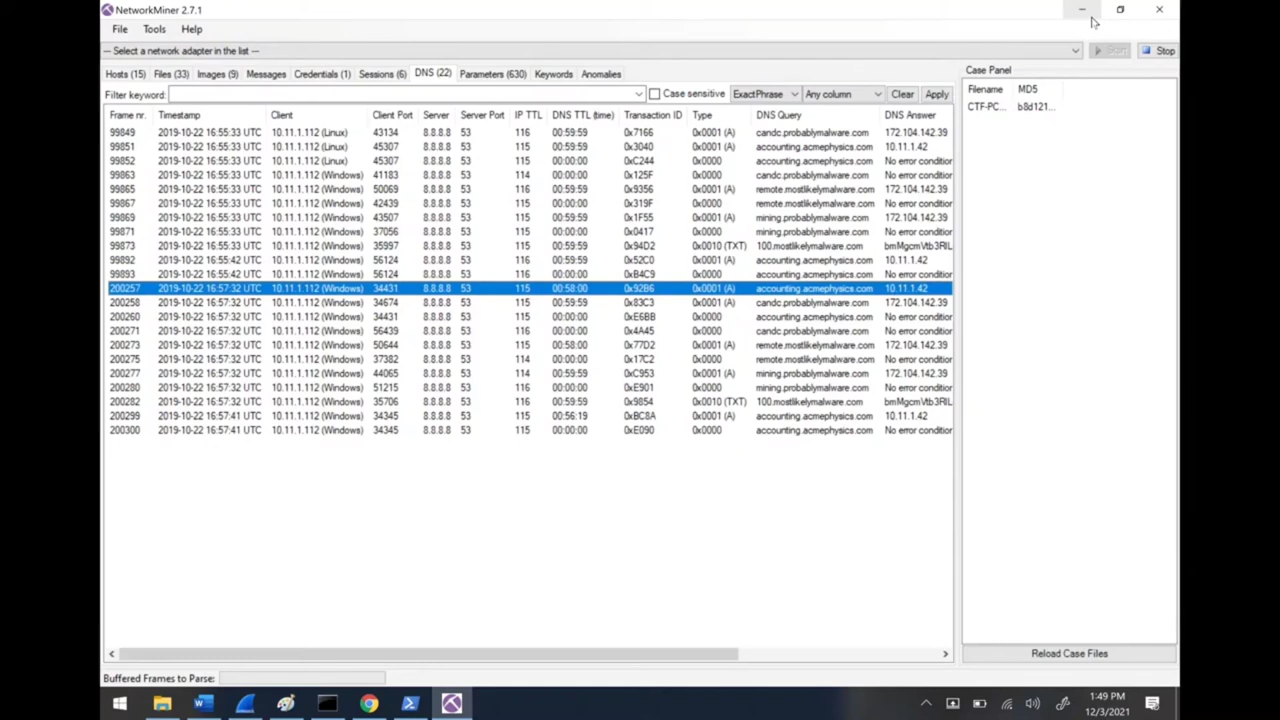 NetworkMiner 2.7.1
File Tools Help
--- Select a network adapter in the list ---
Start Stop
Hosts (15) Files (33) Images (9) Messages Credentials (1) Sessions (6) DNS (22) Parameters (630) Keywords Anomalies
Case Panel
Filter keyword: Case sensitive ExactPhrase Any column Clear Apply
Filename MD5
CTF-PC... b8d121...
Frame nr. Timestamp Client Client Port Server Server Port IP TTL DNS TTL (time) Transaction ID Type DNS Query DNS Answer
99849 2019-10-22 16:55:33 UTC 10.11.1.112 (Linux) 43134 8.8.8.8 53 116 00:59:59 0x7166 0x0001 (A) candc.probablymalware.com 172.104.142.39
99851 2019-10-22 16:55:33 UTC 10.11.1.112 (Linux) 45307 8.8.8.8 53 115 00:59:59 0x3040 0x0001 (A) accounting.acmephysics.com 10.11.1.42
99852 2019-10-22 16:55:33 UTC 10.11.1.112 (Linux) 45307 8.8.8.8 53 115 00:00:00 0xC244 0x0000 accounting.acmephysics.com No error condition
99863 2019-10-22 16:55:33 UTC 10.11.1.112 (Windows) 41183 8.8.8.8 53 114 00:00:00 0x125F 0x0000 candc.probablymalware.com No error condition
99865 2019-10-22 16:55:33 UTC 10.11.1.112 (Windows) 50069 8.8.8.8 53 116 00:59:59 0x9356 0x0001 (A) remote.mostlikelymalware.com 172.104.142.39
99867 2019-10-22 16:55:33 UTC 10.11.1.112 (Windows) 42439 8.8.8.8 53 116 00:00:00 0x319F 0x0000 remote.mostlikelymalware.com No error condition
99869 2019-10-22 16:55:33 UTC 10.11.1.112 (Windows) 43507 8.8.8.8 53 116 00:59:59 0x1F55 0x0001 (A) mining.probablymalware.com 172.104.142.39
99871 2019-10-22 16:55:33 UTC 10.11.1.112 (Windows) 37056 8.8.8.8 53 116 00:00:00 0x0417 0x0000 mining.probablymalware.com No error condition
99873 2019-10-22 16:55:33 UTC 10.11.1.112 (Windows) 35997 8.8.8.8 53 115 00:59:59 0x94D2 0x0010 (TXT) 100.mostlikelymalware.com
99892 2019-10-22 16:55:42 UTC 10.11.1.112 (Windows) 56124 8.8.8.8 53 116 00:59:59 0x52C0 0x0001 (A) accounting.acmephysics.com 10.11.1.42
99893 2019-10-22 16:55:42 UTC 10.11.1.112 (Windows) 56124 8.8.8.8 53 116 00:00:00 0xB4C9 0x0000 accounting.acmephysics.com No error condition
200257 2019-10-22 16:57:32 UTC 10.11.1.112 (Windows) 34431 8.8.8.8 53 115 00:58:00 0x92B6 0x0001 (A) accounting.acmephysics.com 10.11.1.42
200258 2019-10-22 16:57:32 UTC 10.11.1.112 (Windows) 34674 8.8.8.8 53 115 00:59:59 0x83C3 0x0001 (A) candc.probablymalware.com 172.104.142.39
200260 2019-10-22 16:57:32 UTC 10.11.1.112 (Windows) 34431 8.8.8.8 53 115 00:00:00 0xE6BB 0x0000 accounting.acmephysics.com No error condition
200271 2019-10-22 16:57:32 UTC 10.11.1.112 (Windows) 56439 8.8.8.8 53 116 00:00:00 0x4A45 0x0000 candc.probablymalware.com No error condition
200273 2019-10-22 16:57:32 UTC 10.11.1.112 (Windows) 50644 8.8.8.8 53 115 00:58:00 0x77D2 0x0001 (A) remote.mostlikelymalware.com 172.104.142.39
200275 2019-10-22 16:57:32 UTC 10.11.1.112 (Windows) 37382 8.8.8.8 53 114 00:00:00 0x17C2 0x0000 remote.mostlikelymalware.com No error condition
200277 2019-10-22 16:57:32 UTC 10.11.1.112 (Windows) 44065 8.8.8.8 53 114 00:59:59 0xC953 0x0001 (A) mining.probablymalware.com 172.104.142.39
200280 2019-10-22 16:57:32 UTC 10.11.1.112 (Windows) 51215 8.8.8.8 53 116 00:00:00 0xE901 0x0000 mining.probablymalware.com No error condition
200282 2019-10-22 16:57:32 UTC 10.11.1.112 (Windows) 35706 8.8.8.8 53 116 00:59:59 0x9854 0x0010 (TXT) 100.mostlikelymalware.com
200299 2019-10-22 16:57:41 UTC 10.11.1.112 (Windows) 34345 8.8.8.8 53 115 00:56:19 0xBC8A 0x0001 (A) accounting.acmephysics.com 10.11.1.42
200300 2019-10-22 16:57:41 UTC 10.11.1.112 (Windows) 34345 8.8.8.8 53 115 00:00:00 0xE090 0x0000 accounting.acmephysics.com No error condition
Reload Case Files
Buffered Frames to Parse:
1:49 PM
12/3/2021